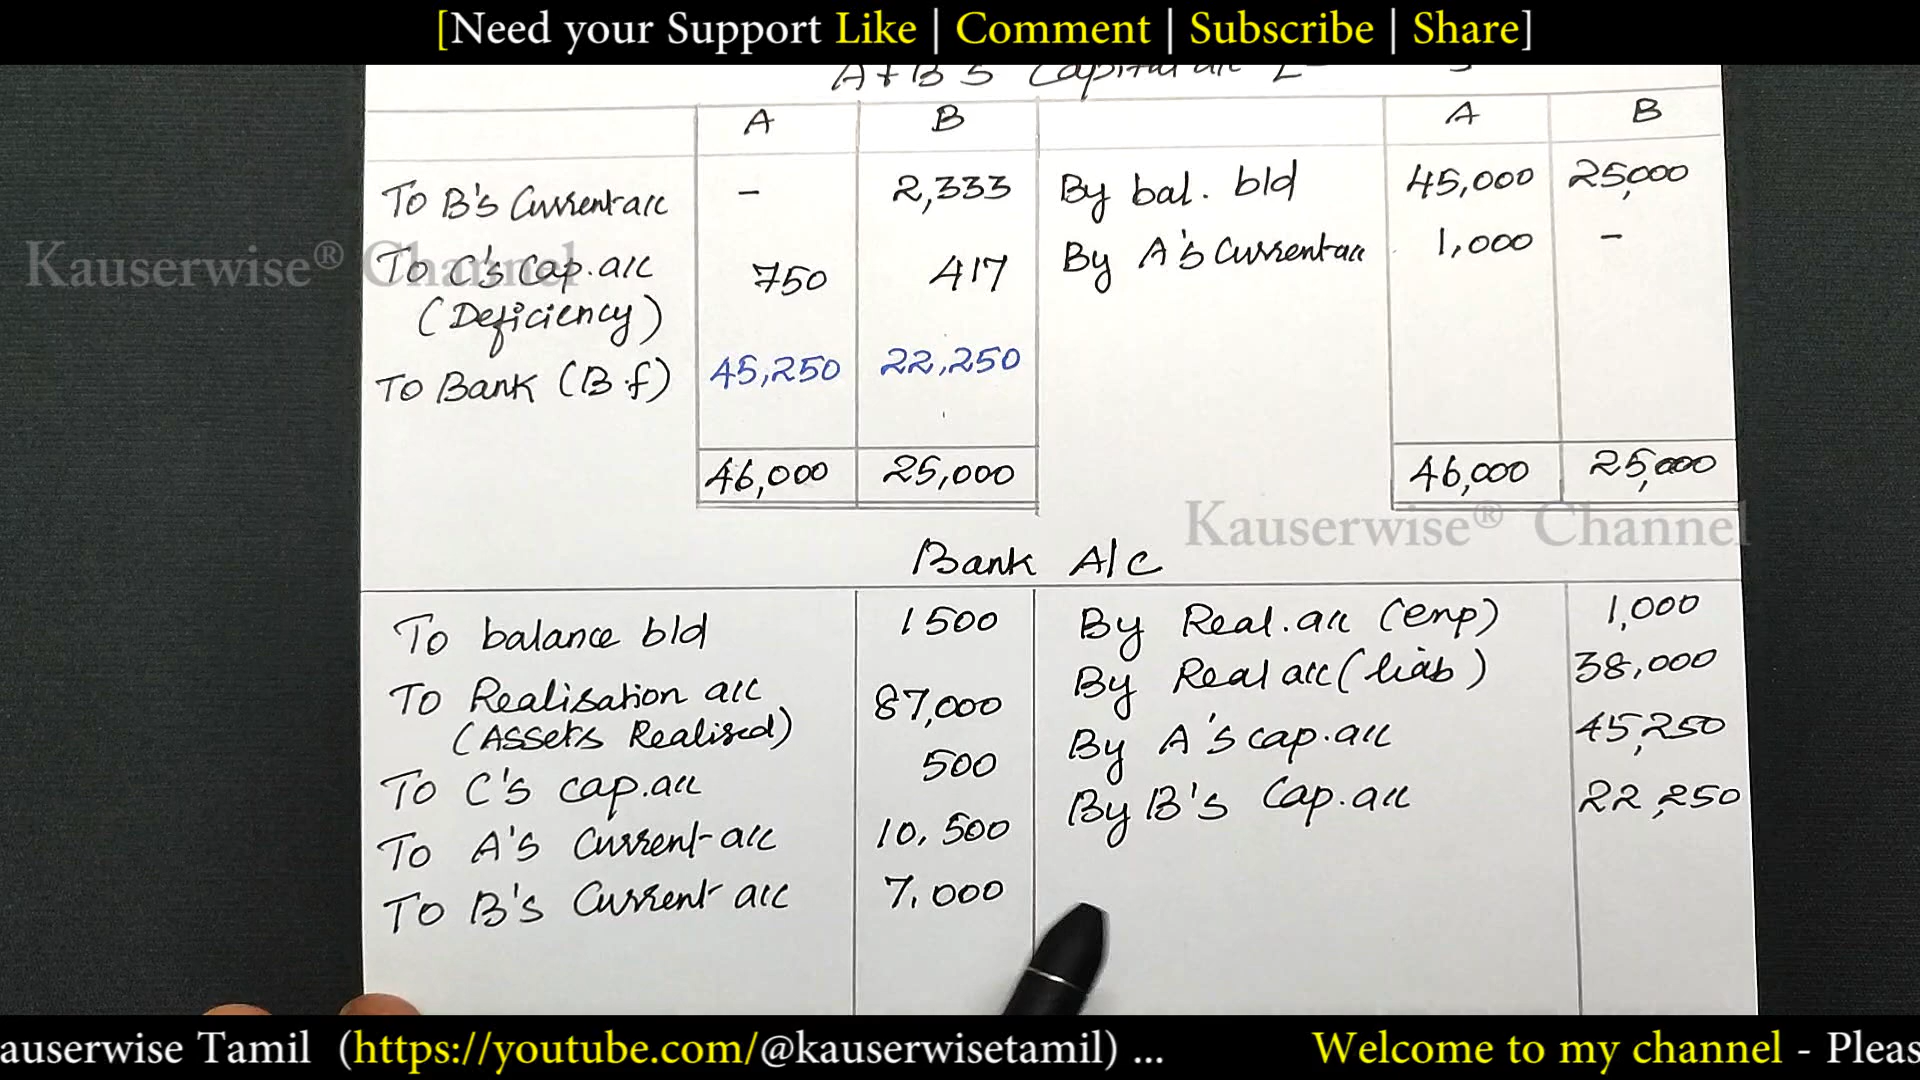 [Need your Support Like | Comment | Subscribe | Share]
A & B's Capital a/c
A B A B
To B's Current a/c - 2,333 By bal. b/d 45,000 25,000
To C's Cap. a/c 750 417 By A's Current a/c 1,000 -
(Deficiency)
To Bank (B.f) 45,250 22,250
46,000 25,000 46,000 25,000
Kauserwise® Channel
Kauserwise® Channel
Bank A/C
To balance b/d 1500 By Real. a/c (exp) 1,000
To Realisation a/c 87,000 By Real a/c (liab) 38,000
(Assets Realised)
To C's cap. a/c 500 By A's cap. a/c 45,250
To A's Current a/c 10,500 By B's Cap. a/c 22,250
To B's Current a/c 7,000
auserwise Tamil (https://youtube.com/@kauserwisetamil) ... Welcome to my channel - Pleas